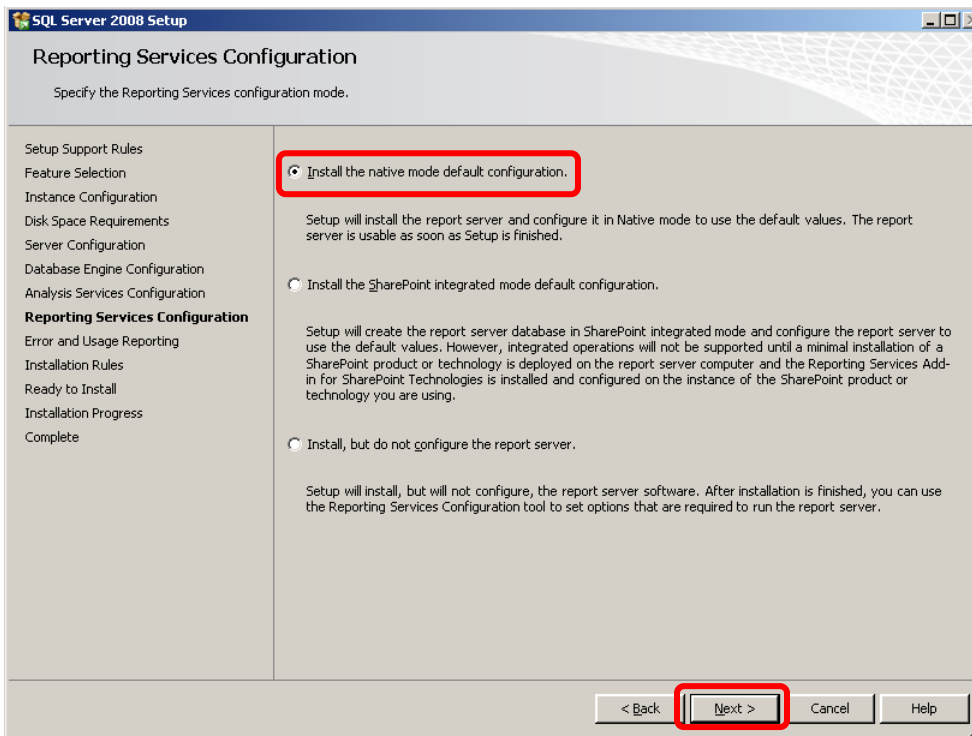 SQL Server 2008 Setup
Reporting Services Configuration
Specify the Reporting Services configuration mode.
Setup Support Rules
Feature Selection
Instance Configuration
Disk Space Requirements
Server Configuration
Database Engine Configuration
Analysis Services Configuration
Reporting Services Configuration
Error and Usage Reporting
Installation Rules
Ready to Install
Installation Progress
Complete
Install the native mode default configuration.
Setup will install the report server and configure it in Native mode to use the default values. The report
server is usable as soon as Setup is finished.
Install the SharePoint integrated mode default configuration.
Setup will create the report server database in SharePoint integrated mode and configure the report server to
use the default values. However, integrated operations will not be supported until a minimal installation of a
SharePoint product or technology is deployed on the report server computer and the Reporting Services Add-
in for SharePoint Technologies is installed and configured on the instance of the SharePoint product or
technology you are using.
Install, but do not configure the report server.
Setup will install, but will not configure, the report server software. After installation is finished, you can use
the Reporting Services Configuration tool to set options that are required to run the report server.
< Back
Next >
Cancel
Help